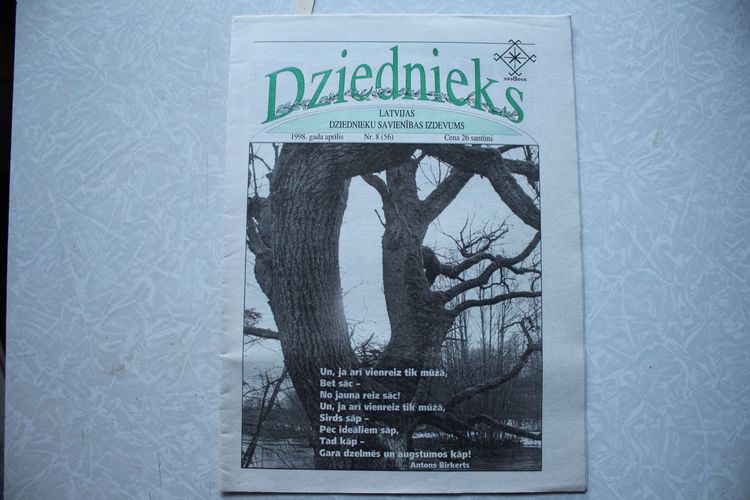 Dziednieks
LATVIJAS
DZIEDNIEKU SAVIENĪBAS IZDEVUMS
1998. gada aprīlis Nr. 8 (56) Cena 26 santīmi
Un, ja arī vienreiz tik mūžā,
Bet sāc –
No jauna reiz sāc!
Un, ja arī vienreiz tik mūžā,
Sirds sāp –
Pēc ideāliem sāp,
Tad kāp –
Gara dzelmēs un augstumos kāp!
Antons Birkerts